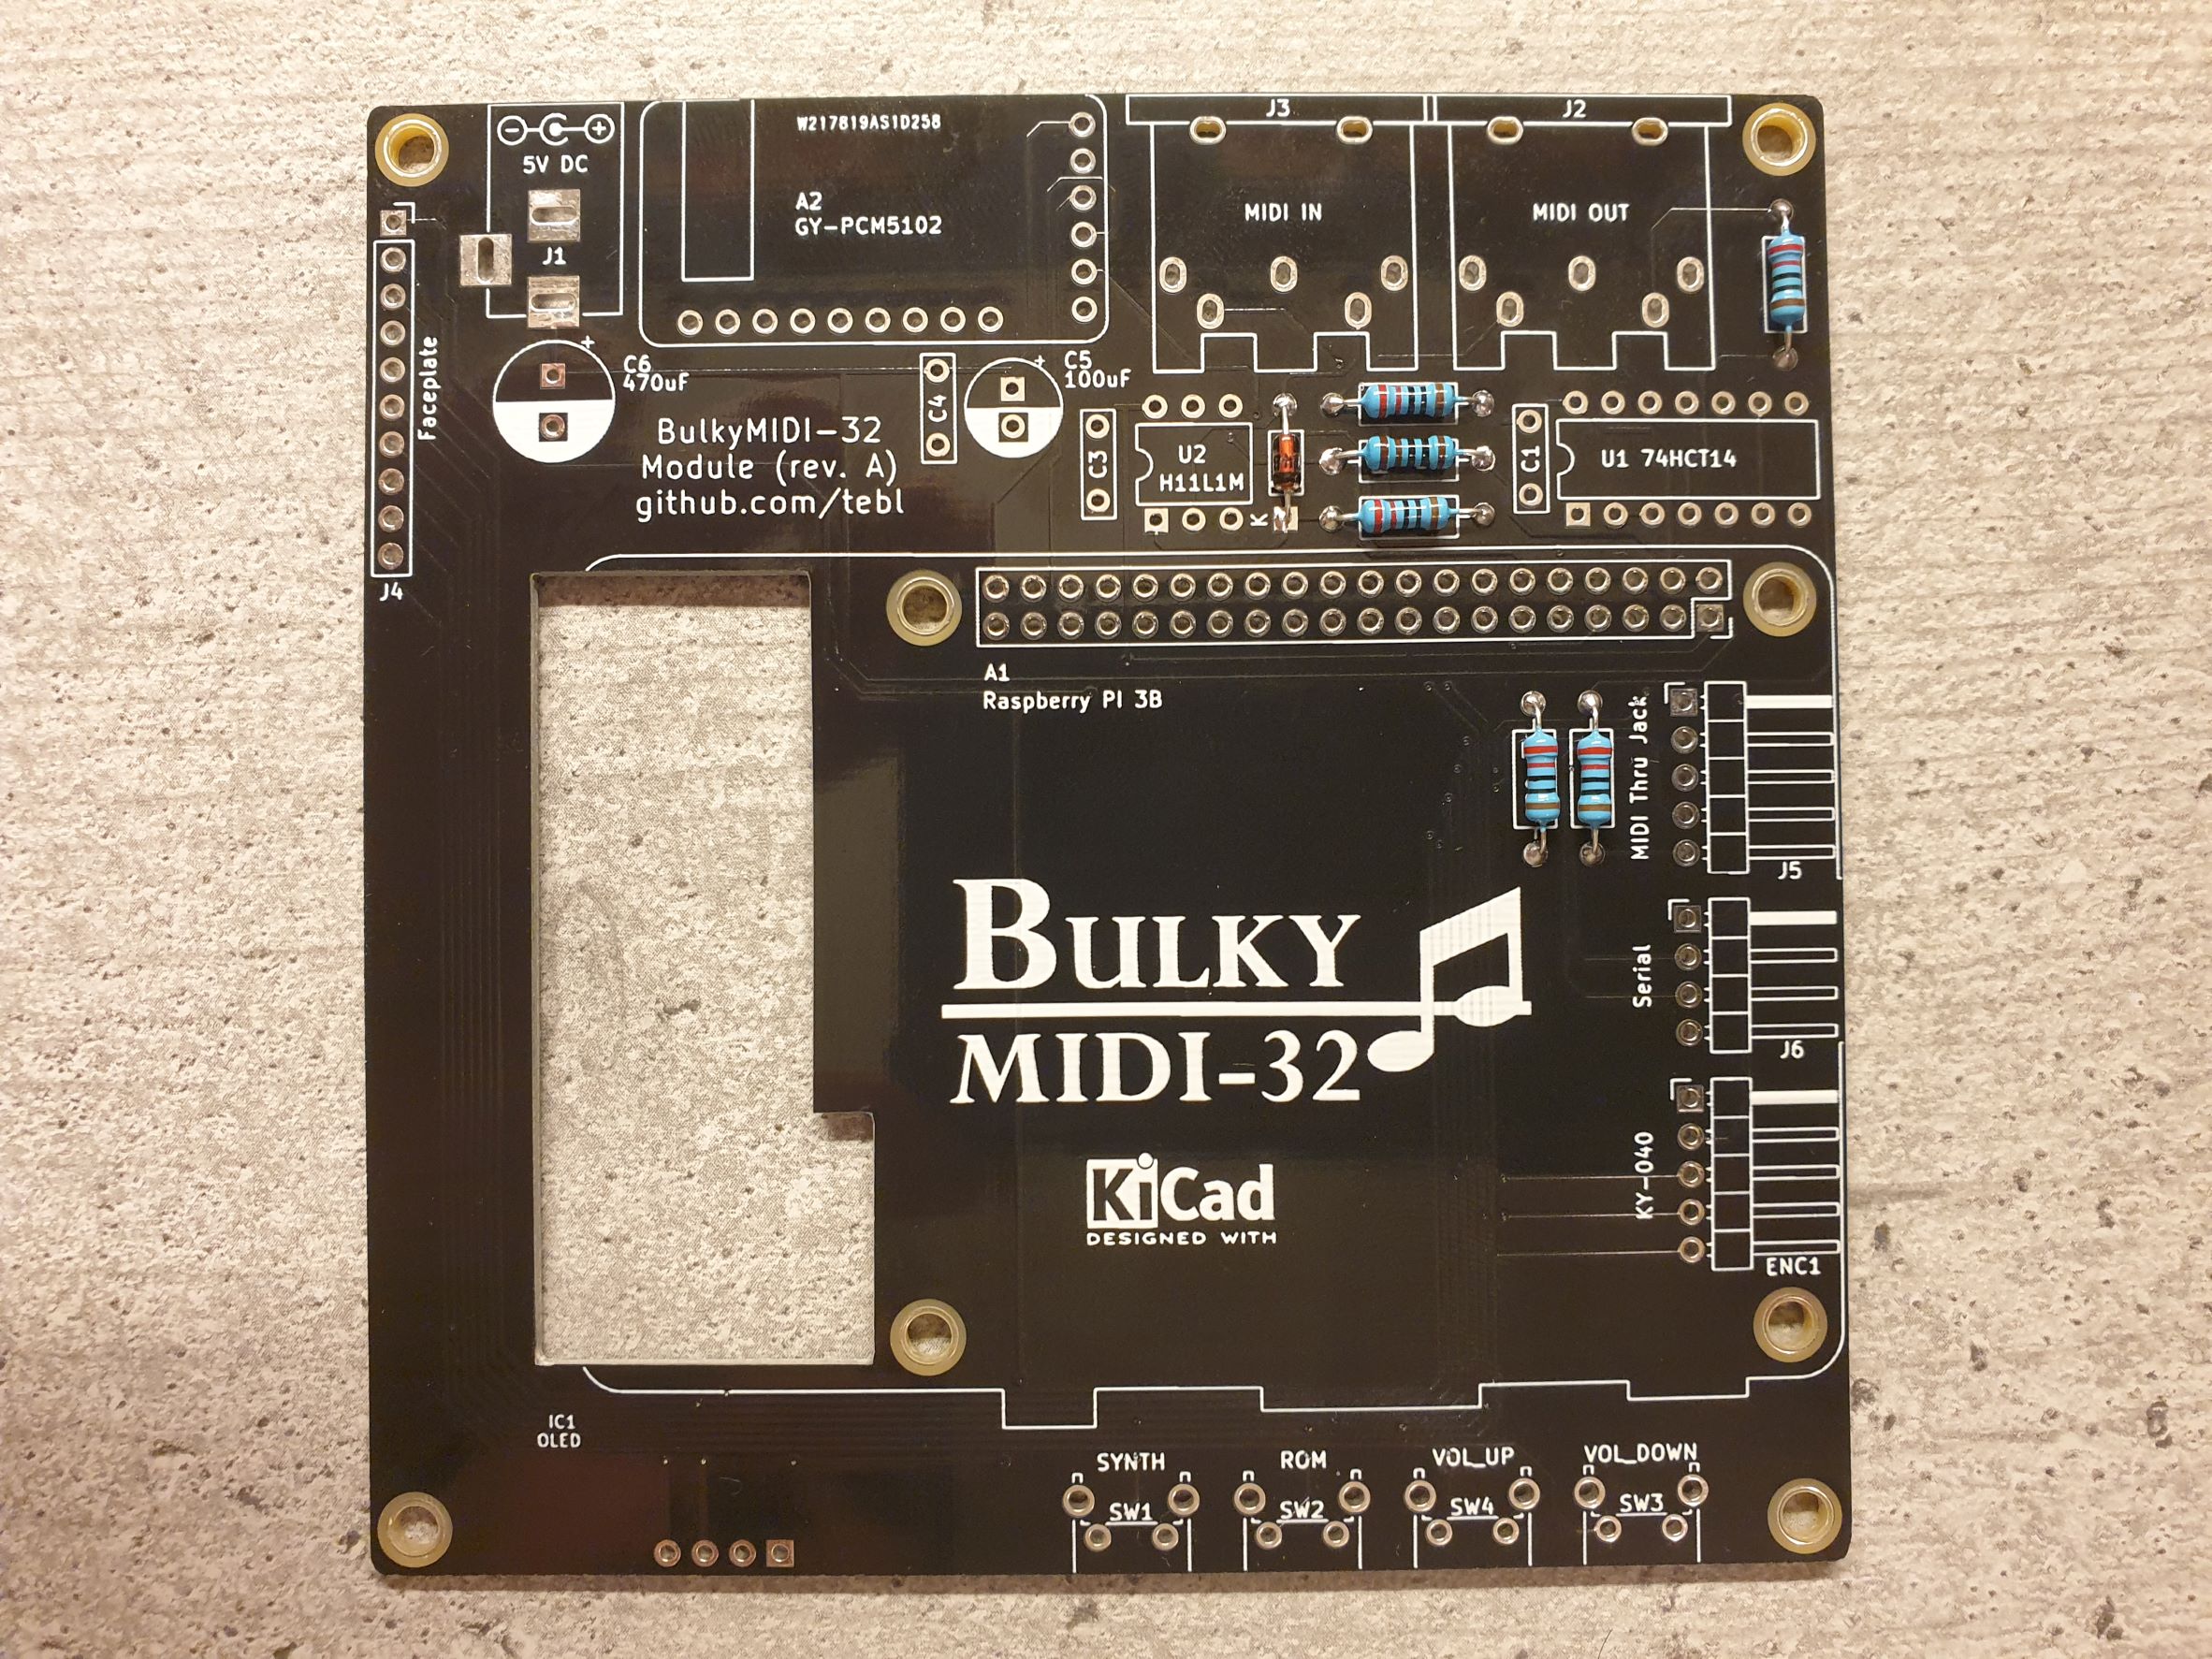 J3
J2
W217819AS1D258
5V DC
A2
GY-PCM5102
MIDI IN
MIDI OUT
J1
Faceplate
C6
470uF
C4
C5
100uF
BulkyMIDI-32
Module (rev. A)
github.com/tebl
C3
U2
H11L1M
K
C1
U1 74HCT14
J4
A1
Raspberry PI 3B
MIDI Thru Jack
J5
BULKY
MIDI-32
Serial
J6
KiCad
DESIGNED WITH
KY-040
ENC1
IC1
OLED
SYNTH
ROM
VOL_UP
VOL_DOWN
SW1
SW2
SW4
SW3